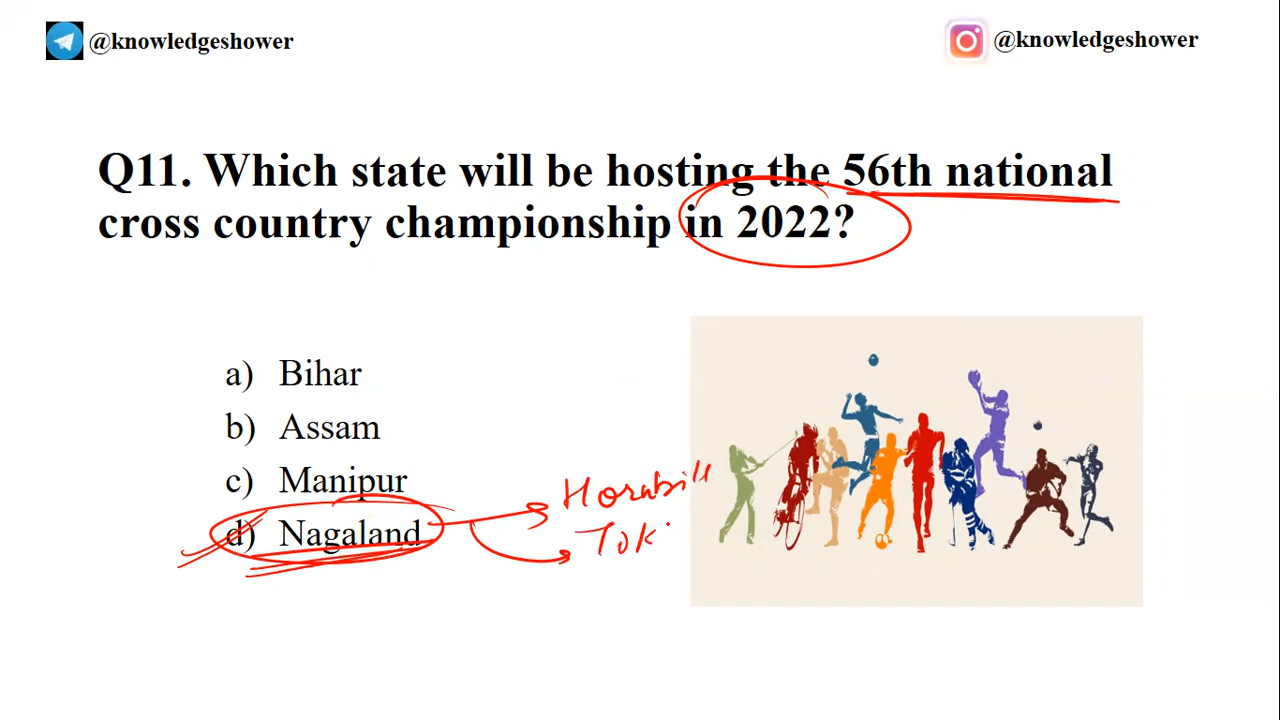 @knowledgeshower
@knowledgeshower
Q11. Which state will be hosting the 56th national
cross country championship in 2022?
a) Bihar
b) Assam
c) Manipur
d) Nagaland
Hornbill
Tok